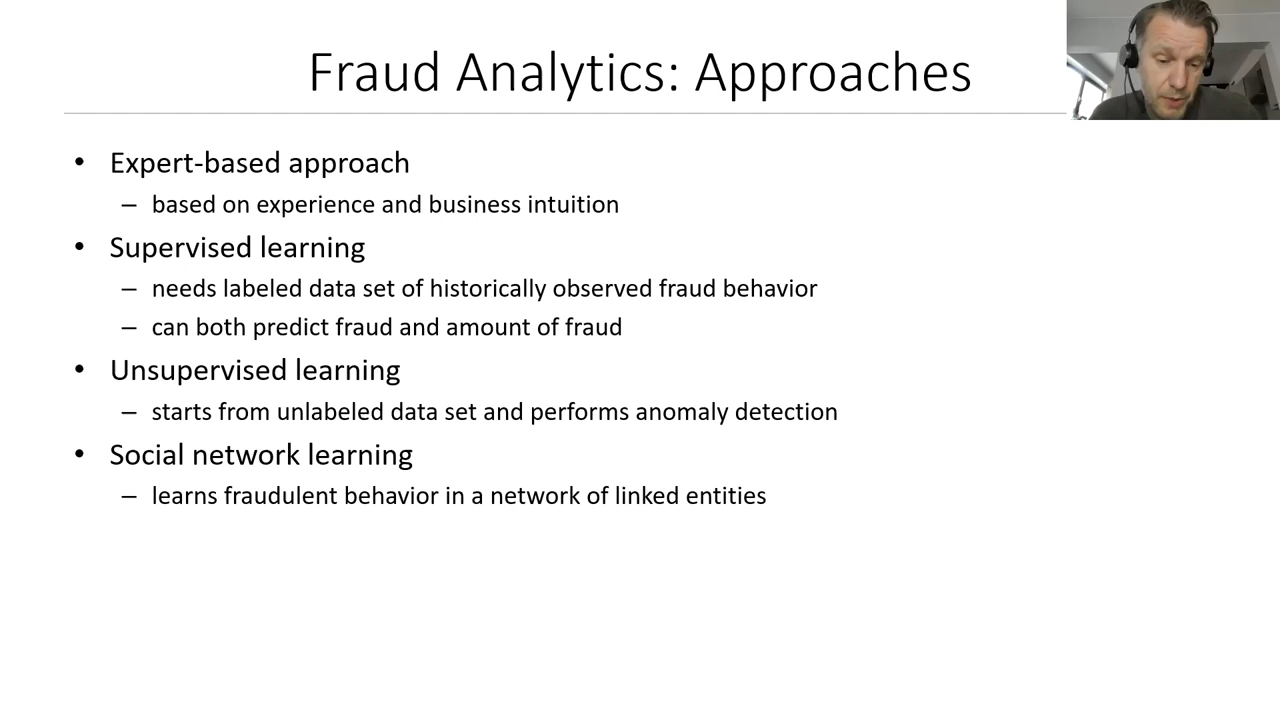 Fraud Analytics: Approaches
• Expert-based approach
– based on experience and business intuition
• Supervised learning
– needs labeled data set of historically observed fraud behavior
– can both predict fraud and amount of fraud
• Unsupervised learning
– starts from unlabeled data set and performs anomaly detection
• Social network learning
– learns fraudulent behavior in a network of linked entities